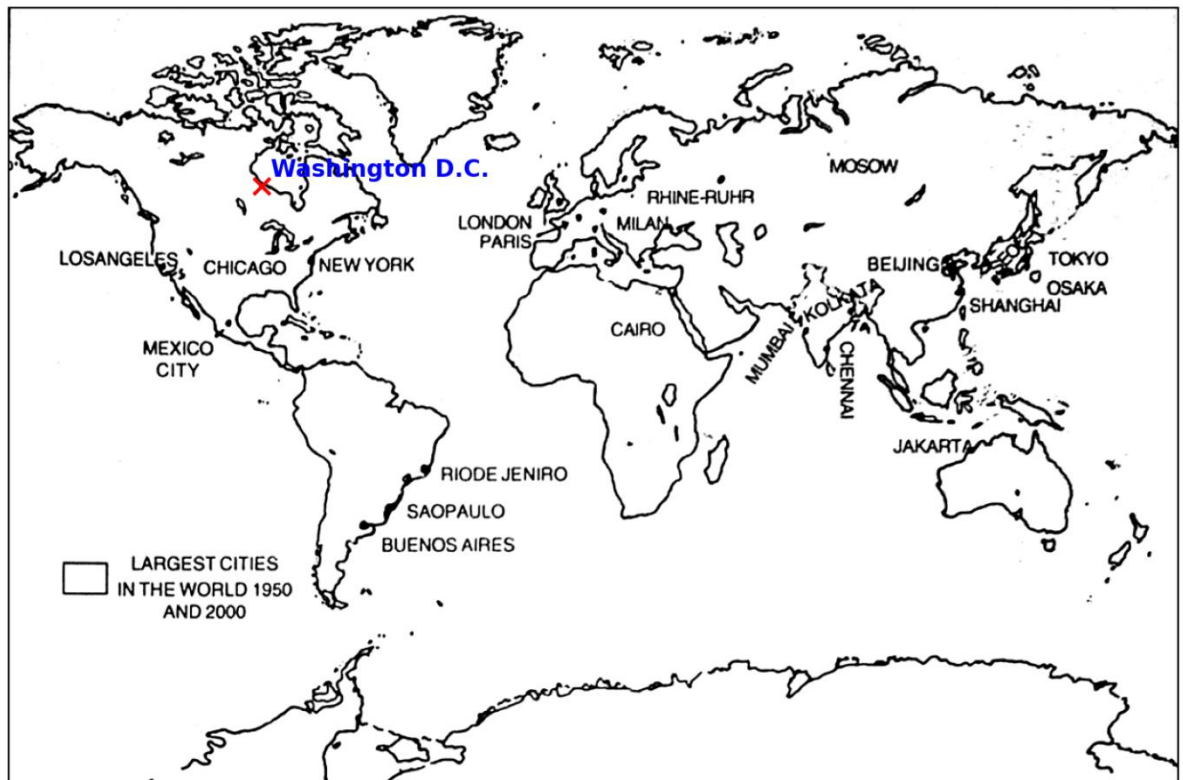 Washington D.C.
MOSOW
RHINE-RUHR
LONDON
MILAN
PARIS
LOSANGELES
CHICAGO
NEW YORK
BEIJING
TOKYO
OSAKA
SHANGHAI
KOLKATA
CAIRO
MUMBAI
CHENNAI
MEXICO
CITY
JAKARTA
RIODE JENIRO
SAOPAULO
BUENOS AIRES
LARGEST CITIES
IN THE WORLD 1950
AND 2000